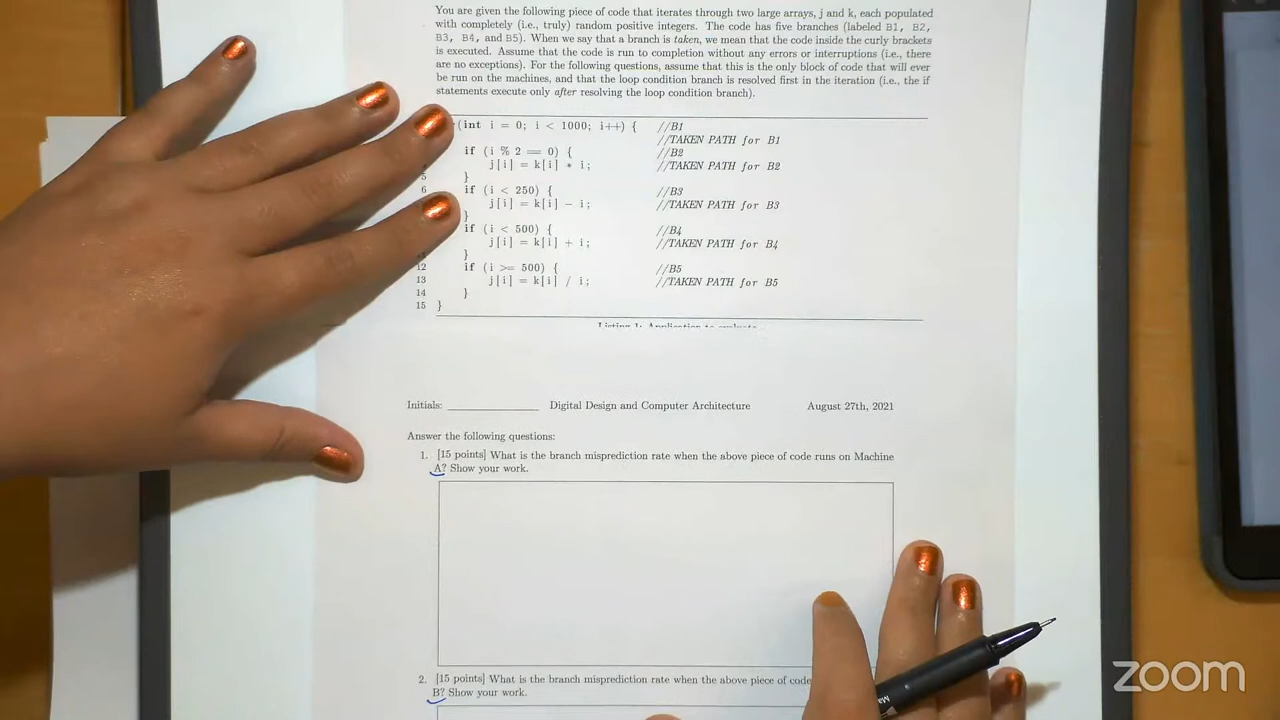 You are given the following piece of code that iterates through two large arrays, j and k, each populated
with completely (i.e., truly) random positive integers. The code has five branches (labeled B1, B2,
B3, B4, and B5). When we say that a branch is taken, we mean that the code inside the curly brackets
is executed. Assume that the code is run to completion without any errors or interruptions (i.e., there
are no exceptions). For the following questions, assume that this is the only block of code that will ever
be run on the machines, and that the loop condition branch is resolved first in the iteration (i.e., the if
statements execute only after resolving the loop condition branch).
(int i = 0; i < 1000; i++) { //B1
//TAKEN PATH for B1
if (i % 2 == 0) { //B2
j[i] = k[i] * i; //TAKEN PATH for B2
5 }
6 if (i < 250) { //B3
j[i] = k[i] - i; //TAKEN PATH for B3
}
if (i < 500) { //B4
j[i] = k[i] + i; //TAKEN PATH for B4
}
12 if (i >= 500) { //B5
13 j[i] = k[i] / i; //TAKEN PATH for B5
14 }
15 }
Listing 1: Application to evaluate
Initials: Digital Design and Computer Architecture August 27th, 2021
Answer the following questions:
1. [15 points] What is the branch misprediction rate when the above piece of code runs on Machine
A? Show your work.
2. [15 points] What is the branch misprediction rate when the above piece of code
B? Show your work.
zoom